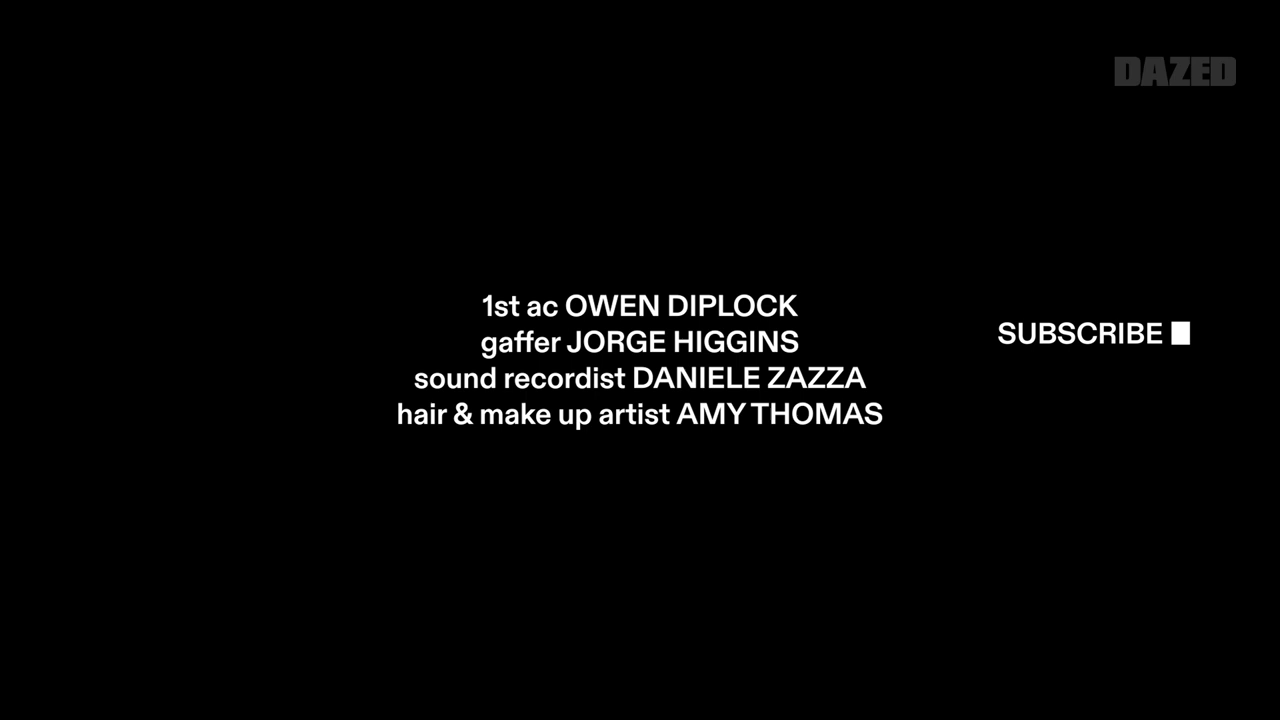 DAZED
1st ac OWEN DIPLOCK
gaffer JORGE HIGGINS
sound recordist DANIELE ZAZZA
hair & make up artist AMY THOMAS
SUBSCRIBE